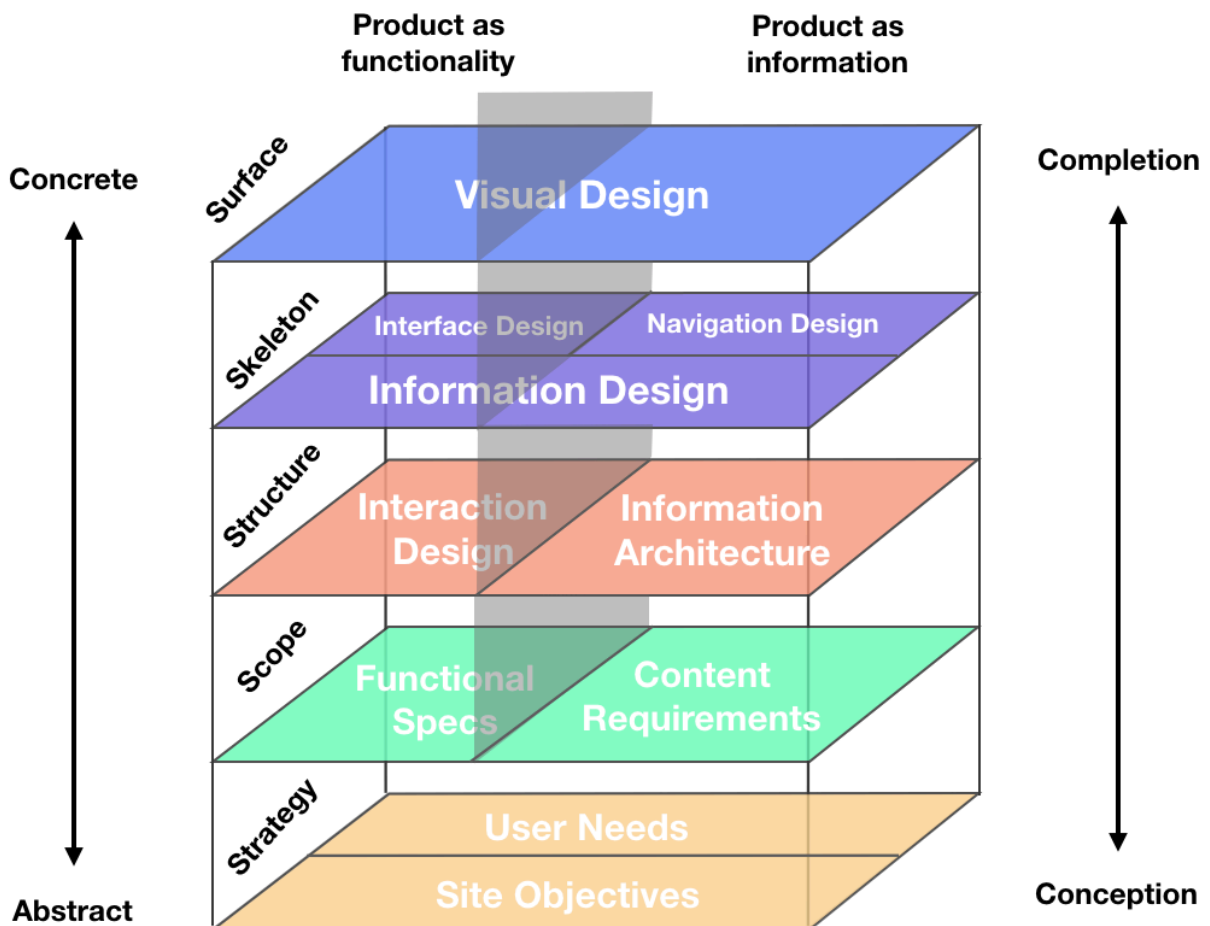 Product as
functionality
Product as
information
Concrete
Completion
Surface
Visual Design
Skeleton
Interface Design
Navigation Design
Information Design
Structure
Interaction
Design
Information
Architecture
Scope
Functional
Specs
Content
Requirements
Strategy
User Needs
Site Objectives
Abstract
Conception